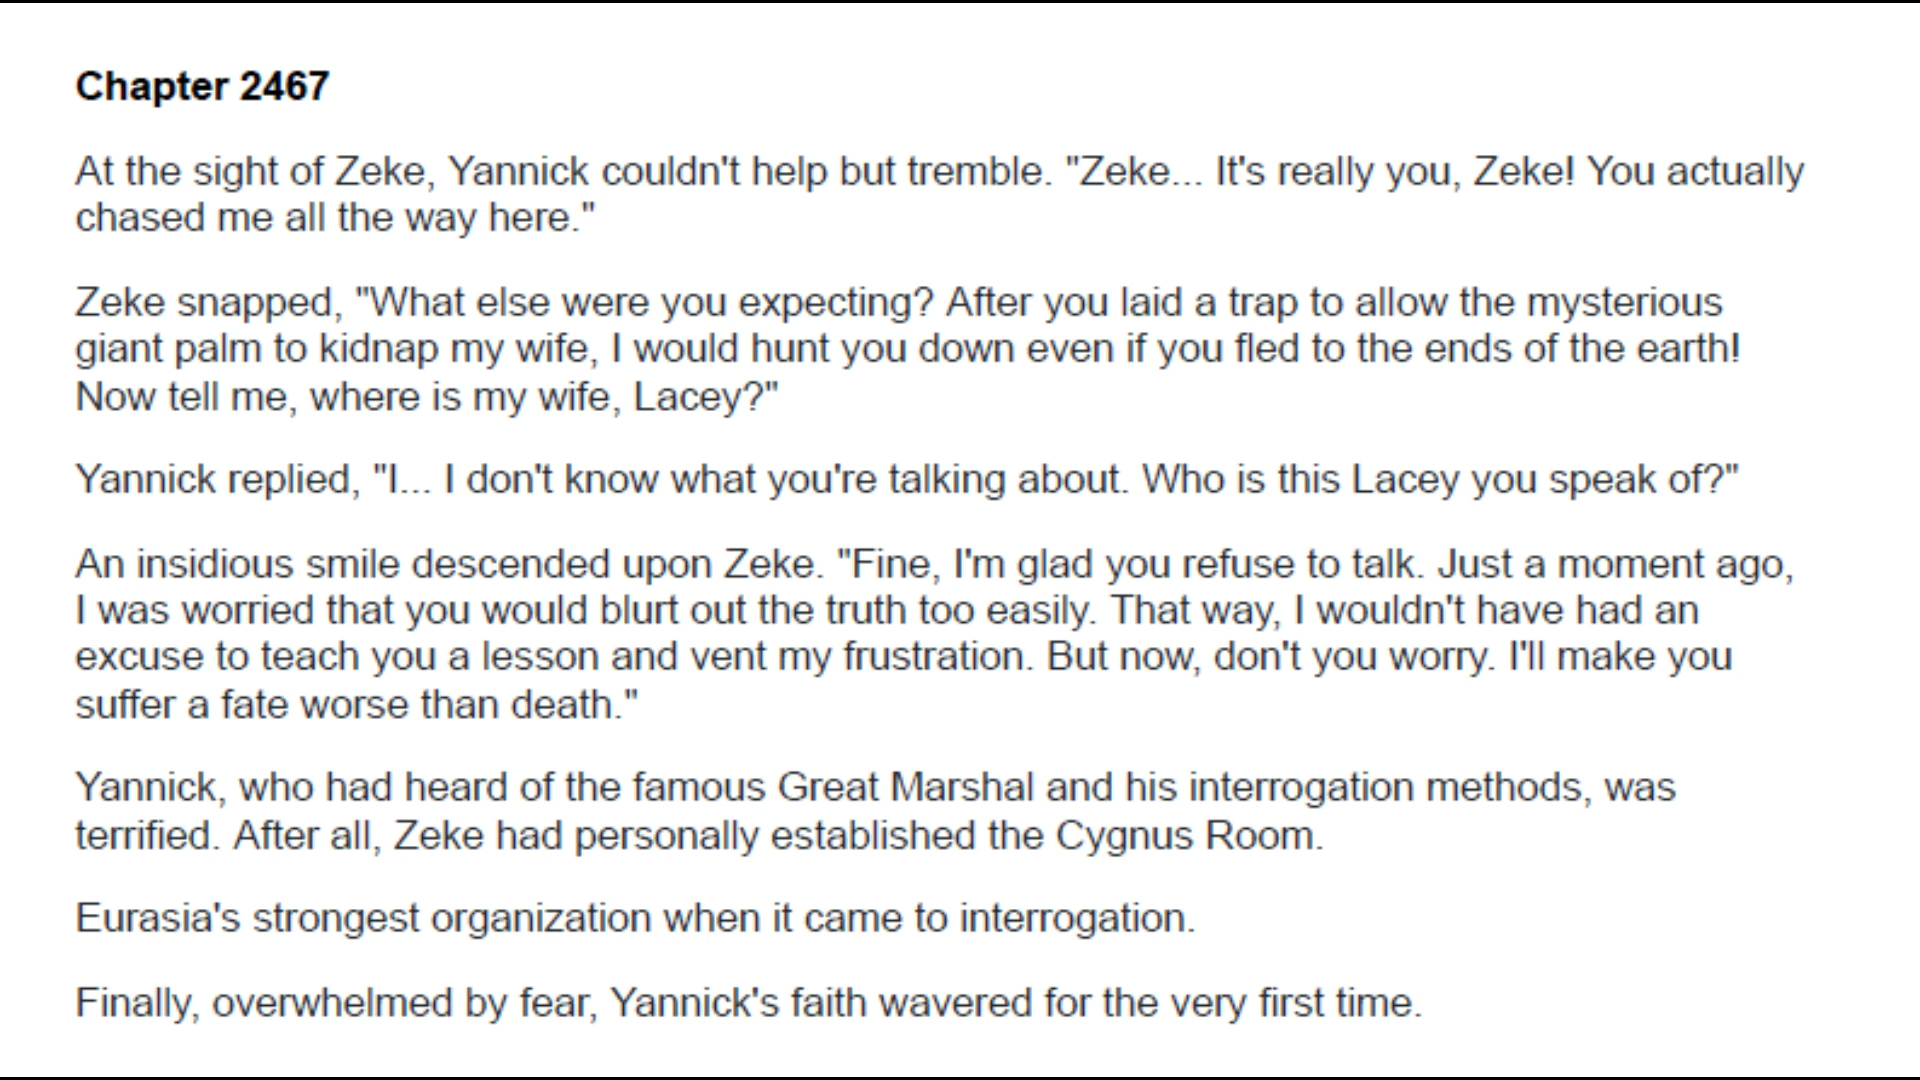 Chapter 2467
At the sight of Zeke, Yannick couldn't help but tremble. "Zeke... It's really you, Zeke! You actually
chased me all the way here."
Zeke snapped, "What else were you expecting? After you laid a trap to allow the mysterious
giant palm to kidnap my wife, I would hunt you down even if you fled to the ends of the earth!
Now tell me, where is my wife, Lacey?"
Yannick replied, "I... I don't know what you're talking about. Who is this Lacey you speak of?"
An insidious smile descended upon Zeke. "Fine, I'm glad you refuse to talk. Just a moment ago,
I was worried that you would blurt out the truth too easily. That way, I wouldn't have had an
excuse to teach you a lesson and vent my frustration. But now, don't you worry. I'll make you
suffer a fate worse than death."
Yannick, who had heard of the famous Great Marshal and his interrogation methods, was
terrified. After all, Zeke had personally established the Cygnus Room.
Eurasia's strongest organization when it came to interrogation.
Finally, overwhelmed by fear, Yannick's faith wavered for the very first time.